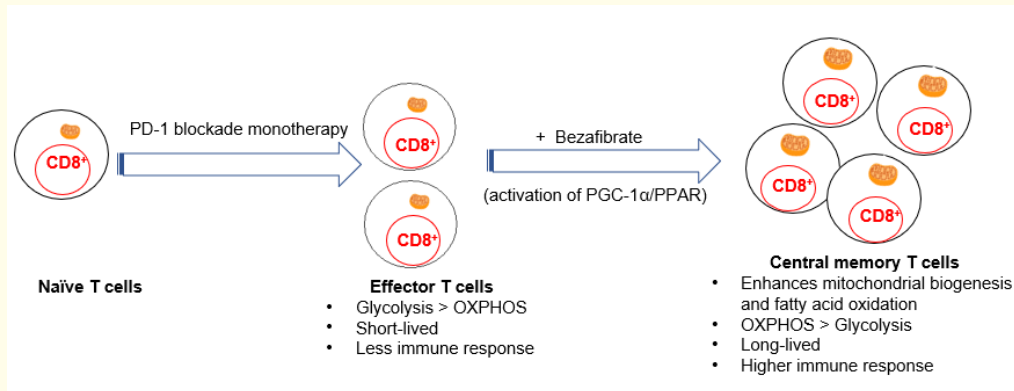 CD8+
Naïve T cells
PD-1 blockade monotherapy
CD8+
CD8+
Effector T cells
• Glycolysis > OXPHOS
• Short-lived
• Less immune response
+ Bezafibrate
(activation of PGC-1α/PPAR)
CD8+
CD8+
CD8+
CD8+
Central memory T cells
• Enhances mitochondrial biogenesis
and fatty acid oxidation
• OXPHOS > Glycolysis
• Long-lived
• Higher immune response